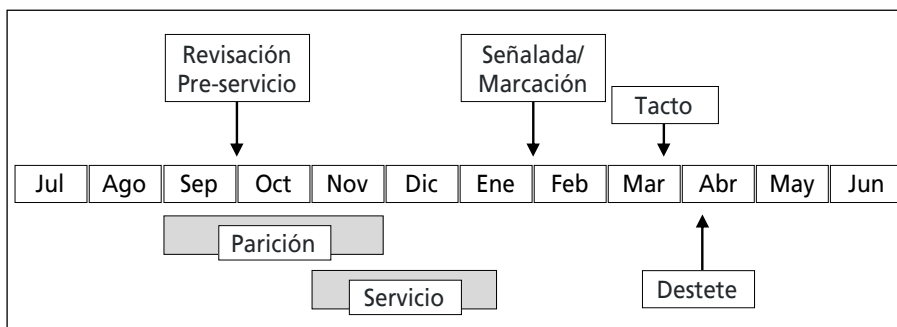 Revisación
Pre-servicio
Señalada/
Marcación
Tacto
Jul Ago Sep Oct Nov Dic Ene Feb Mar Abr May Jun
Parición
Servicio
Destete